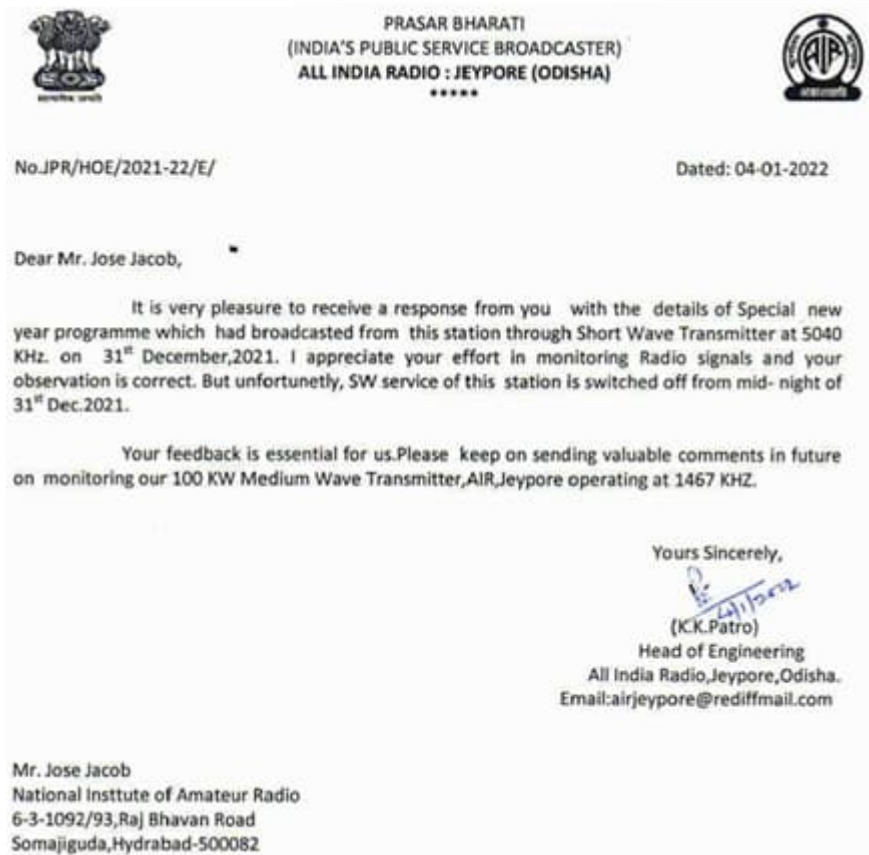 PRASAR BHARATI
(INDIA'S PUBLIC SERVICE BROADCASTER)
ALL INDIA RADIO : JEYPORE (ODISHA)
*****
सत्यमेव जयते
AIR
No.JPR/HOE/2021-22/E/
Dated: 04-01-2022
Dear Mr. Jose Jacob,
It is very pleasure to receive a response from you with the details of Special new
year programme which had broadcasted from this station through Short Wave Transmitter at 5040
KHz. on 31st December,2021. I appreciate your effort in monitoring Radio signals and your
observation is correct. But unfortunetly, SW service of this station is switched off from mid- night of
31st Dec.2021.
Your feedback is essential for us.Please keep on sending valuable comments in future
on monitoring our 100 KW Medium Wave Transmitter,AIR,Jeypore operating at 1467 KHZ.
Yours Sincerely,
4/1/2022
(K.K.Patro)
Head of Engineering
All India Radio,Jeypore,Odisha.
Email:airjeypore@rediffmail.com
Mr. Jose Jacob
National Insttute of Amateur Radio
6-3-1092/93,Raj Bhavan Road
Somajiguda,Hydrabad-500082